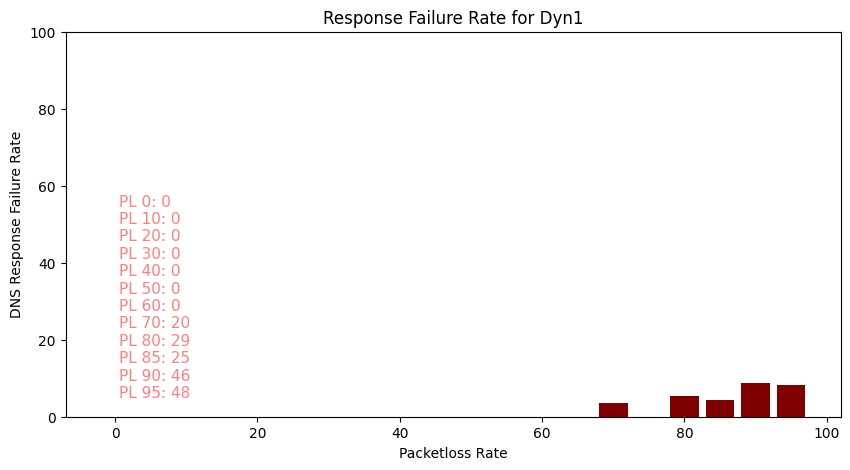 Response Failure Rate for Dyn1
100
80
60
40
20
0
DNS Response Failure Rate
PL 0: 0
PL 10: 0
PL 20: 0
PL 30: 0
PL 40: 0
PL 50: 0
PL 60: 0
PL 70: 20
PL 80: 29
PL 85: 25
PL 90: 46
PL 95: 48
0 20 40 60 80 100
Packetloss Rate